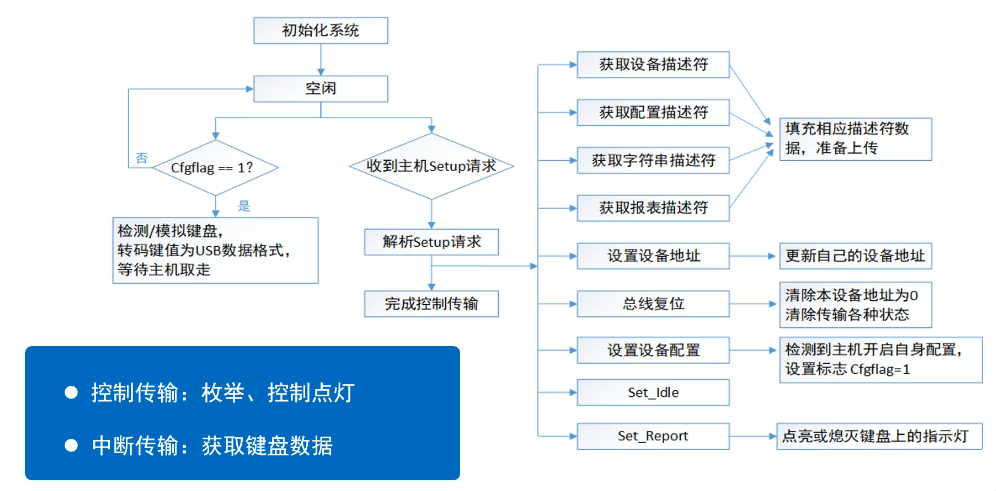 初始化系统
空闲
否
Cfgflag == 1?
是
检测/模拟键盘，
转码键值为USB数据格式，
等待主机取走
收到主机Setup请求
解析Setup请求
完成控制传输
获取设备描述符
获取配置描述符
获取字符串描述符
获取报表描述符
填充相应描述符数
据，准备上传
设置设备地址
更新自己的设备地址
总线复位
清除本设备地址为0
清除传输各种状态
设置设备配置
检测到主机开启自身配置，
设置标志 Cfgflag=1
Set_Idle
Set_Report
点亮或熄灭键盘上的指示灯
● 控制传输：枚举、控制点灯
● 中断传输：获取键盘数据